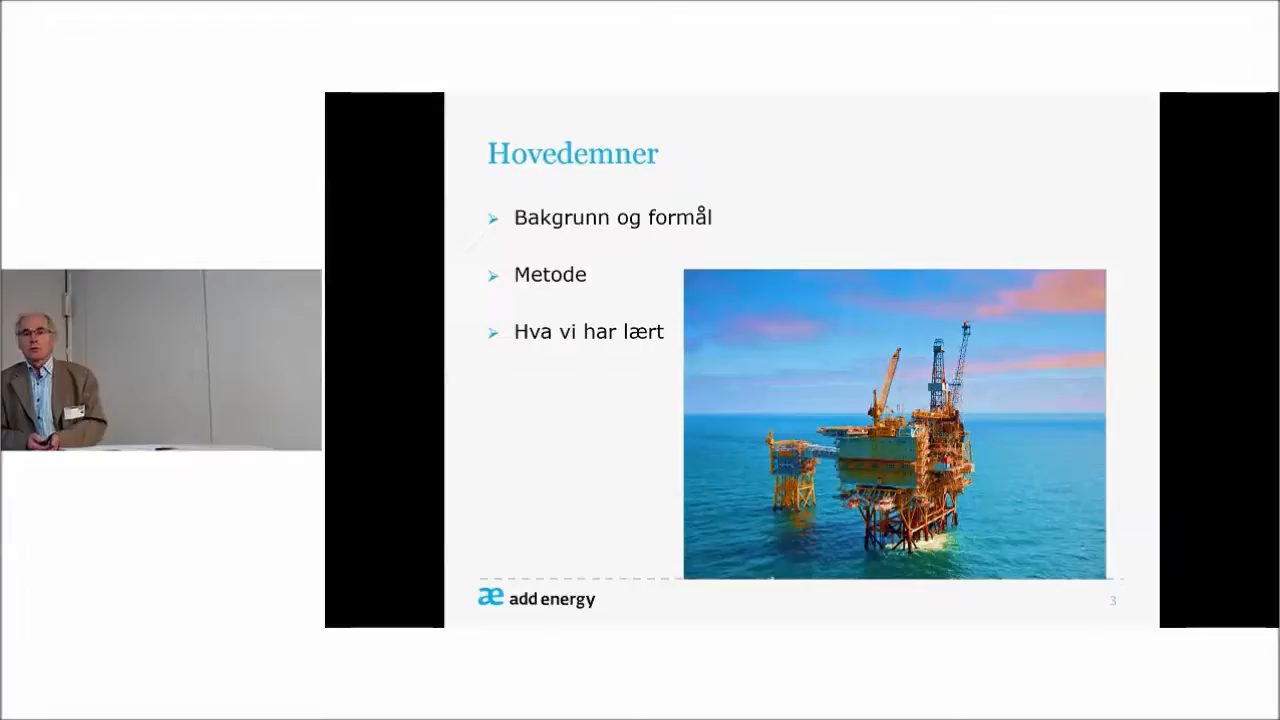 Hovedemner
Bakgrunn og formål
Metode
Hva vi har lært
æ add energy
3